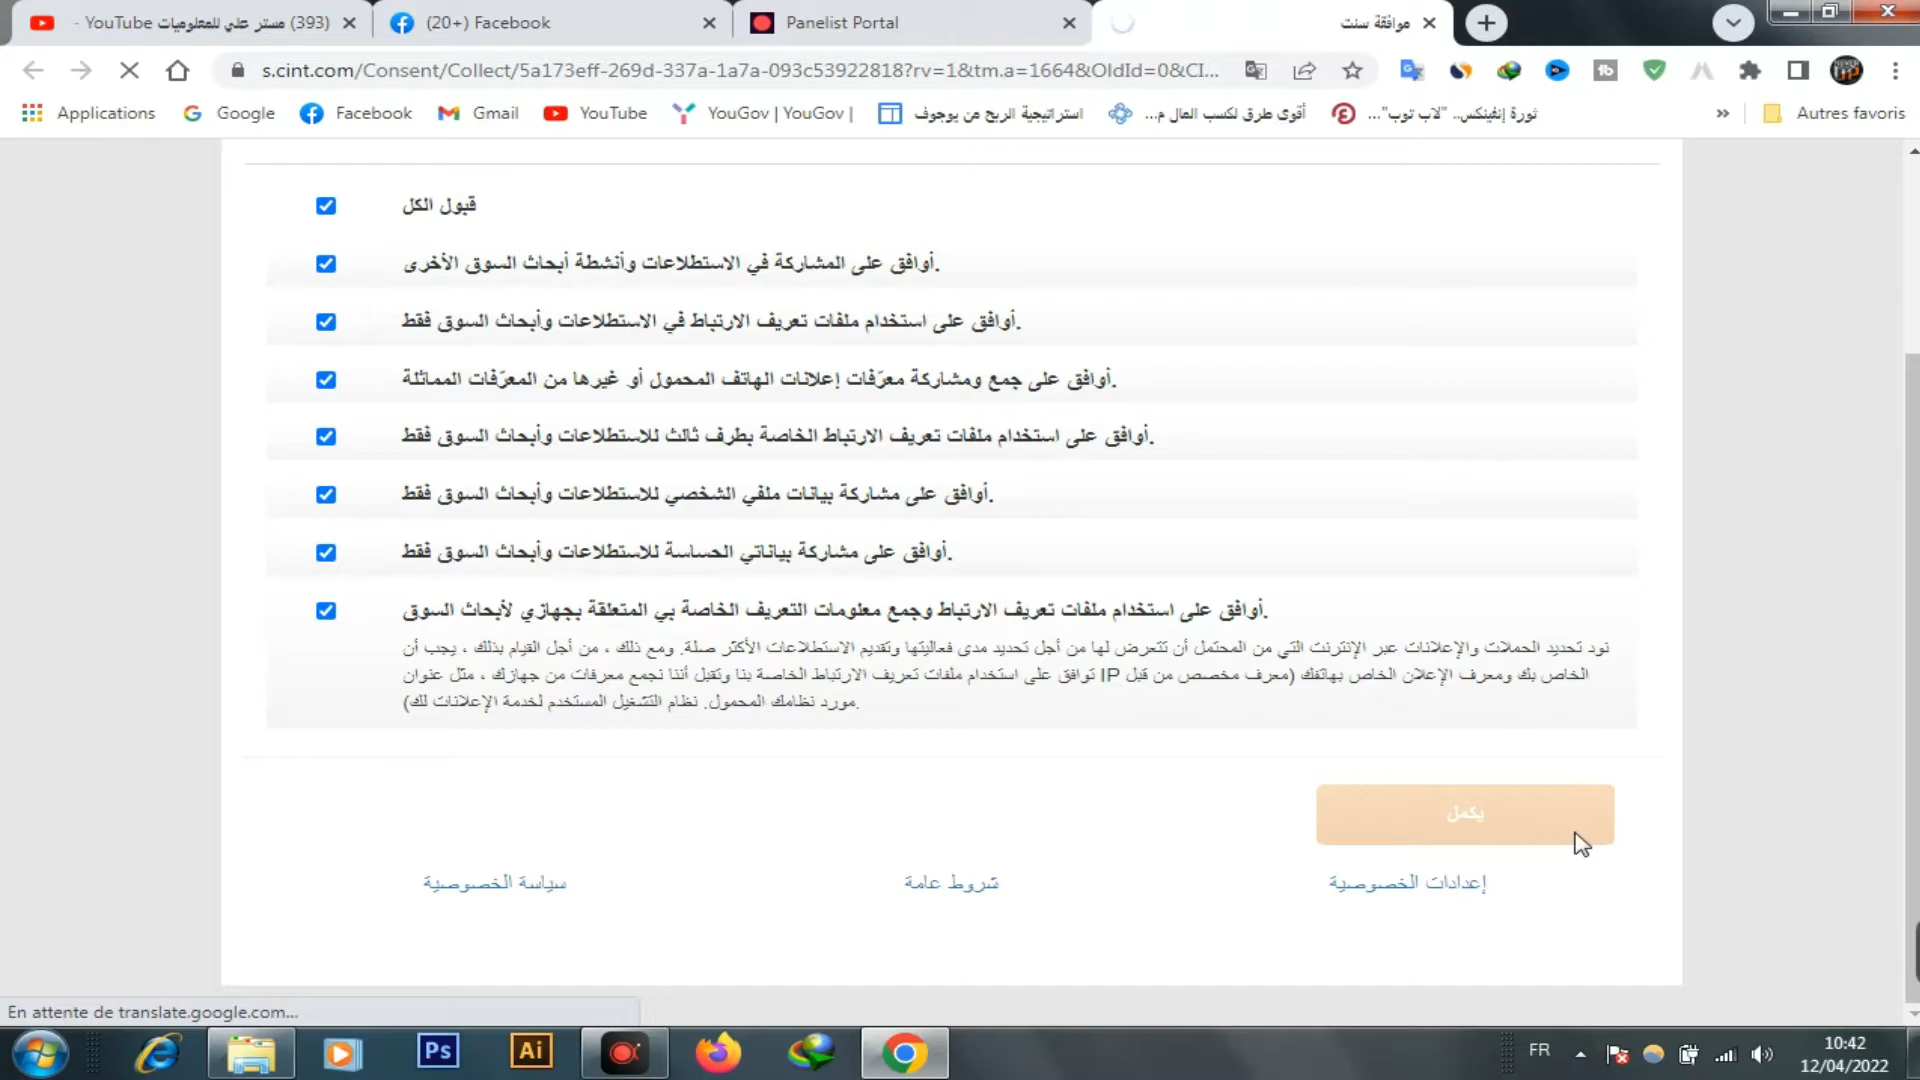 (393) مستر علي للمعلوميات YouTube -
(20+) Facebook
Panelist Portal
موافقة سنت
s.cint.com/Consent/Collect/5a173eff-269d-337a-1a7a-093c53922818?rv=1&tm.a=1664&OldId=0&CI...
Applications
Google
Facebook
Gmail
YouTube
YouGov | YouGov |
استراتيجية الربح من يوجوف
أقوى طرق لكسب المال م...
ثورة إنفينكس.. "لاب توب"...
»
Autres favoris
قبول الكل
أوافق على المشاركة في الاستطلاعات وأنشطة أبحاث السوق الأخرى.
أوافق على استخدام ملفات تعريف الارتباط في الاستطلاعات وأبحاث السوق فقط.
أوافق على جمع ومشاركة معرّفات إعلانات الهاتف المحمول أو غيرها من المعرّفات المماثلة.
أوافق على استخدام ملفات تعريف الارتباط الخاصة بطرف ثالث للاستطلاعات وأبحاث السوق فقط.
أوافق على مشاركة بيانات ملفي الشخصي للاستطلاعات وأبحاث السوق فقط.
أوافق على مشاركة بياناتي الحساسة للاستطلاعات وأبحاث السوق فقط.
أوافق على استخدام ملفات تعريف الارتباط وجمع معلومات التعريف الخاصة بي المتعلقة بجهازي لأبحاث السوق.
نود تحديد الحملات والإعلانات عبر الإنترنت التي من المحتمل أن تتعرض لها من أجل تحديد مدى فعاليتها وتقديم الاستطلاعات الأكثر صلة. ومع ذلك ، من أجل القيام بذلك ، يجب أن
الخاص بك ومعرف الإعلان الخاص بهاتفك (معرف مخصص من قبل IP توافق على استخدام ملفات تعريف الارتباط الخاصة بنا وتقبل أننا نجمع معرفات من جهازك ، مثل عنوان
مورد نظامك المحمول. نظام التشغيل المستخدم لخدمة الإعلانات لك).
يكمل
إعدادات الخصوصية
شروط عامة
سياسة الخصوصية
En attente de translate.google.com...
Ps
Ai
FR
10:42
12/04/2022